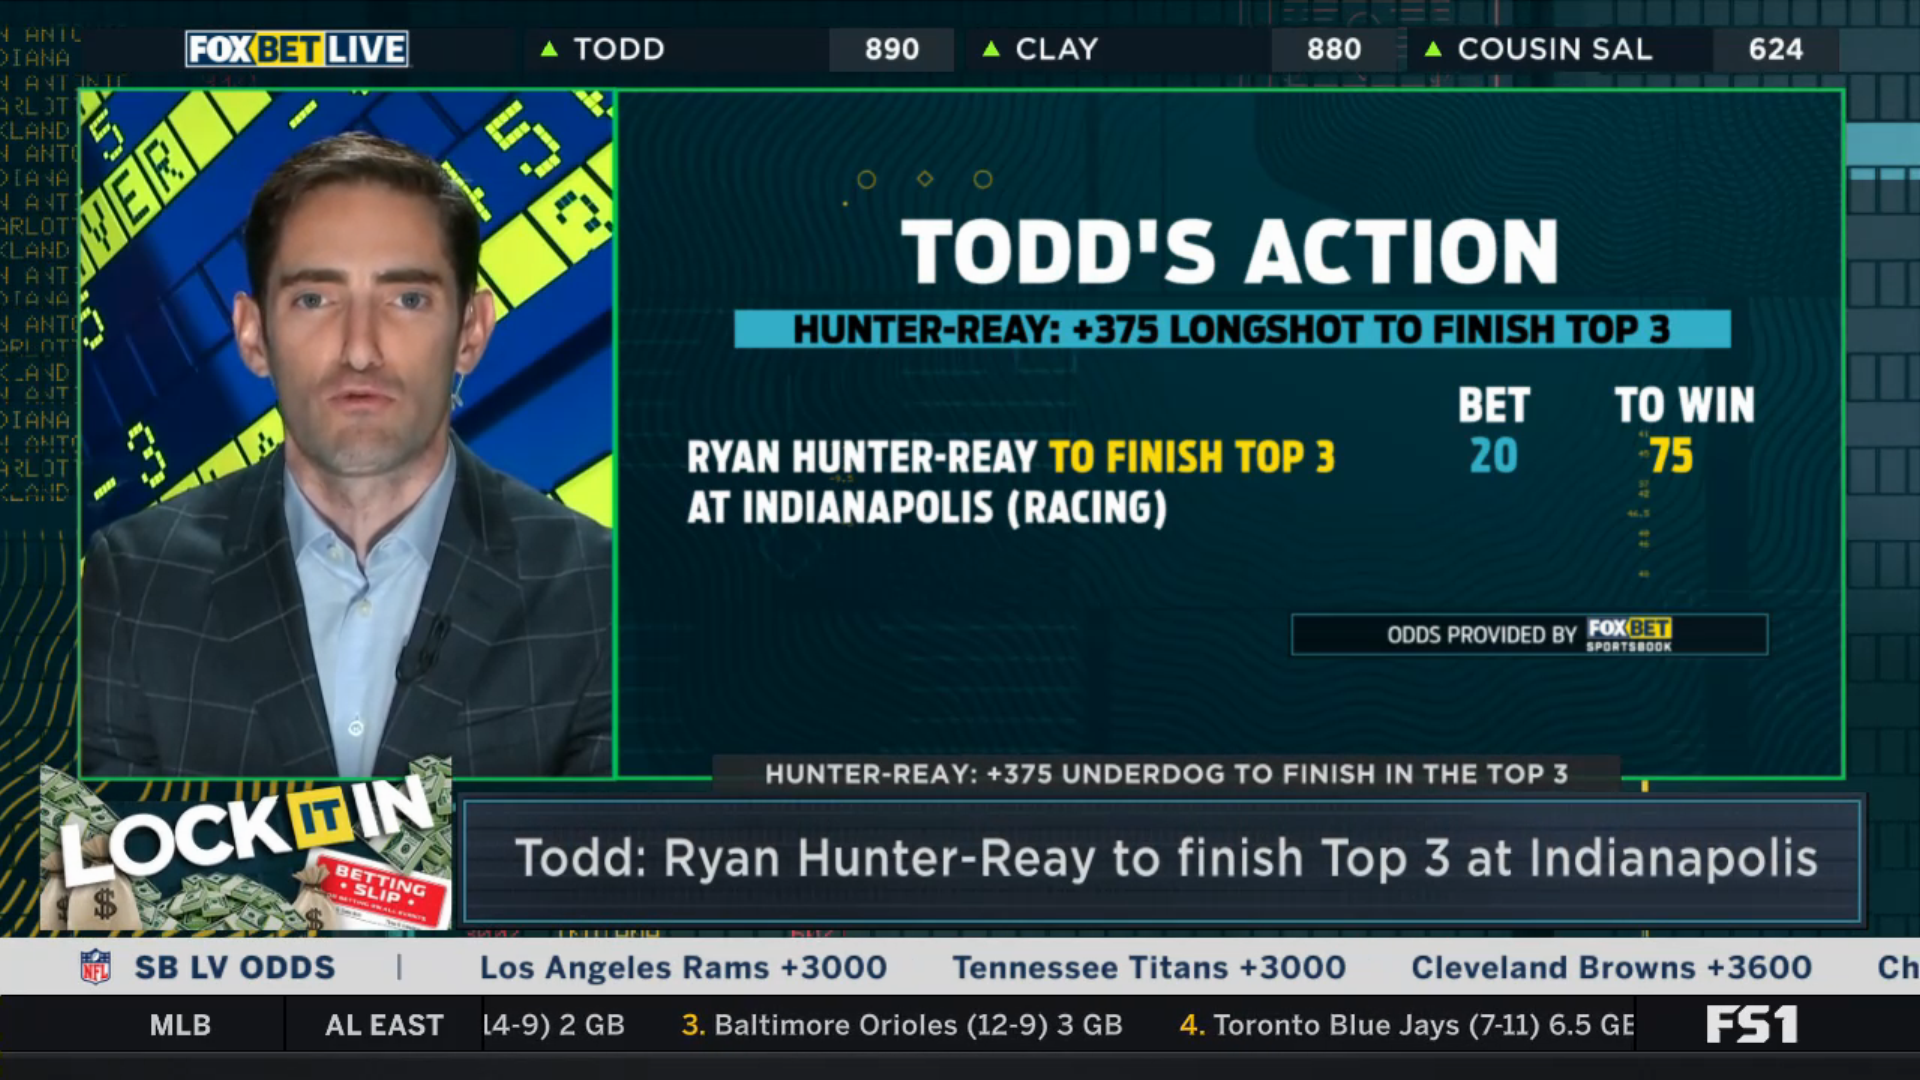 FOX BET LIVE
TODD 890
CLAY 880
COUSIN SAL 624
TODD'S ACTION
HUNTER-REAY: +375 LONGSHOT TO FINISH TOP 3
BET TO WIN
RYAN HUNTER-REAY TO FINISH TOP 3 20 75
AT INDIANAPOLIS (RACING)
ODDS PROVIDED BY FOX BET SPORTSBOOK
HUNTER-REAY: +375 UNDERDOG TO FINISH IN THE TOP 3
LOCK IT IN
BETTING
SLIP
Todd: Ryan Hunter-Reay to finish Top 3 at Indianapolis
NFL SB LV ODDS | Los Angeles Rams +3000 Tennessee Titans +3000 Cleveland Browns +3600 Ch
MLB AL EAST 14-9) 2 GB 3. Baltimore Orioles (12-9) 3 GB 4. Toronto Blue Jays (7-11) 6.5 GB FS1